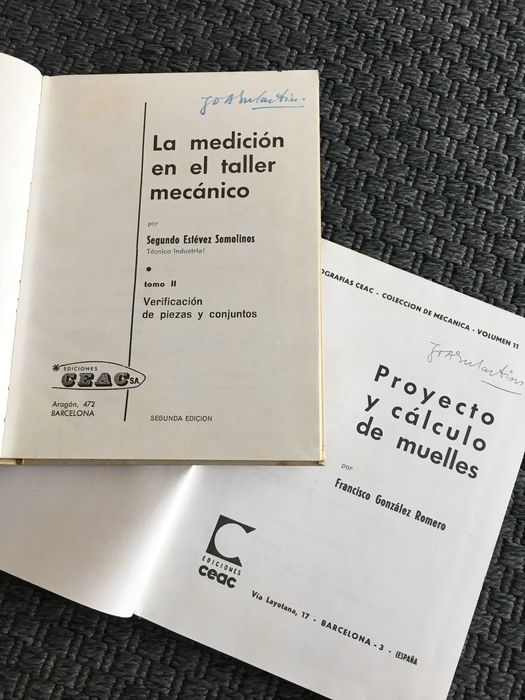 La medición
en el taller
mecánico
por
Segundo Estévez Somolinos
Técnico Industrial
tomo II
Verificación
de piezas y conjuntos
EDICIONES
CEAC S.A.
Aragón, 472
BARCELONA
SEGUNDA EDICION
OGRAFIAS CEAC - COLECCION DE MECANICA - VOLUMEN 11
Proyecto
y cálculo
de muelles
por
Francisco González Romero
EDICIONES
ceac
Vía Layetana, 17 - BARCELONA - 3 - (ESPAÑA